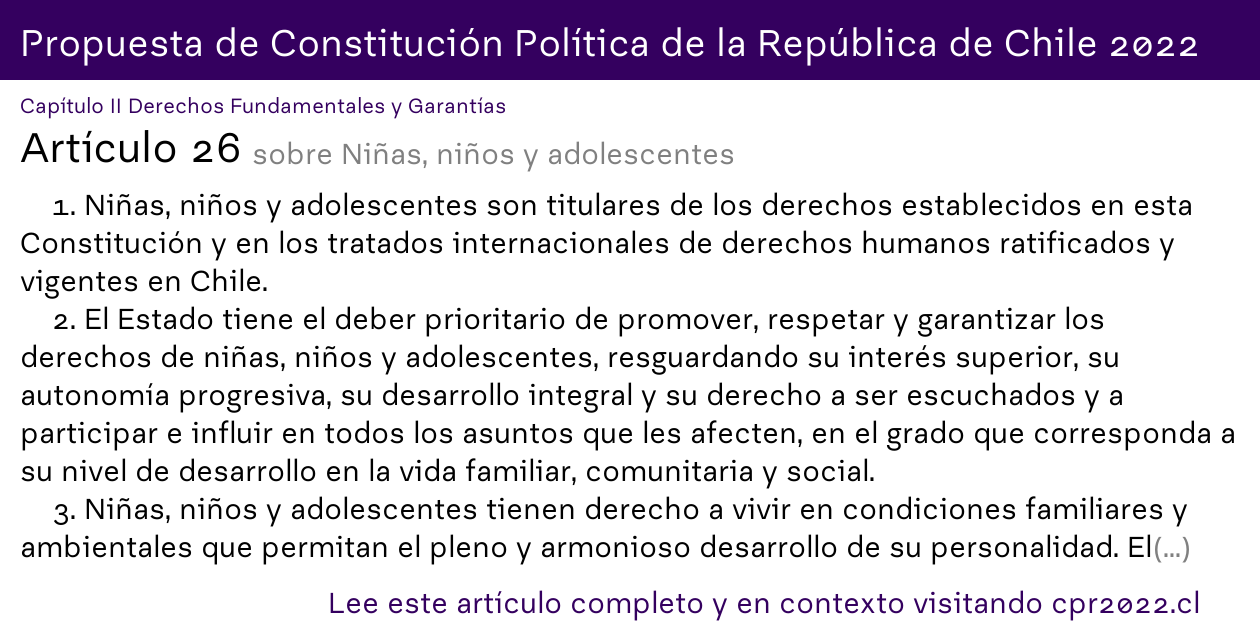 Propuesta de Constitución Política de la República de Chile 2022
Capítulo II Derechos Fundamentales y Garantías
Artículo 26 sobre Niñas, niños y adolescentes
1. Niñas, niños y adolescentes son titulares de los derechos establecidos en esta
Constitución y en los tratados internacionales de derechos humanos ratificados y
vigentes en Chile.
2. El Estado tiene el deber prioritario de promover, respetar y garantizar los
derechos de niñas, niños y adolescentes, resguardando su interés superior, su
autonomía progresiva, su desarrollo integral y su derecho a ser escuchados y a
participar e influir en todos los asuntos que les afecten, en el grado que corresponda a
su nivel de desarrollo en la vida familiar, comunitaria y social.
3. Niñas, niños y adolescentes tienen derecho a vivir en condiciones familiares y
ambientales que permitan el pleno y armonioso desarrollo de su personalidad. El(...)
Lee este artículo completo y en contexto visitando cpr2022.cl